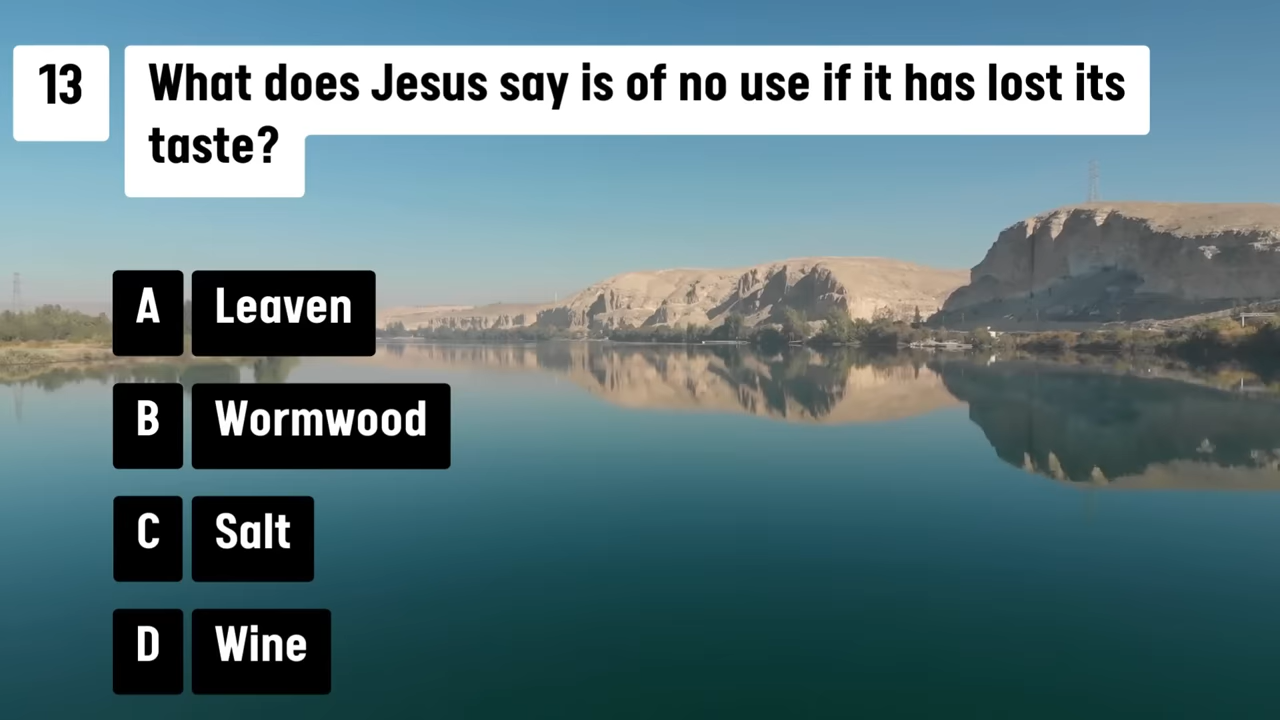 13
What does Jesus say is of no use if it has lost its
taste?
A Leaven
B Wormwood
C Salt
D Wine